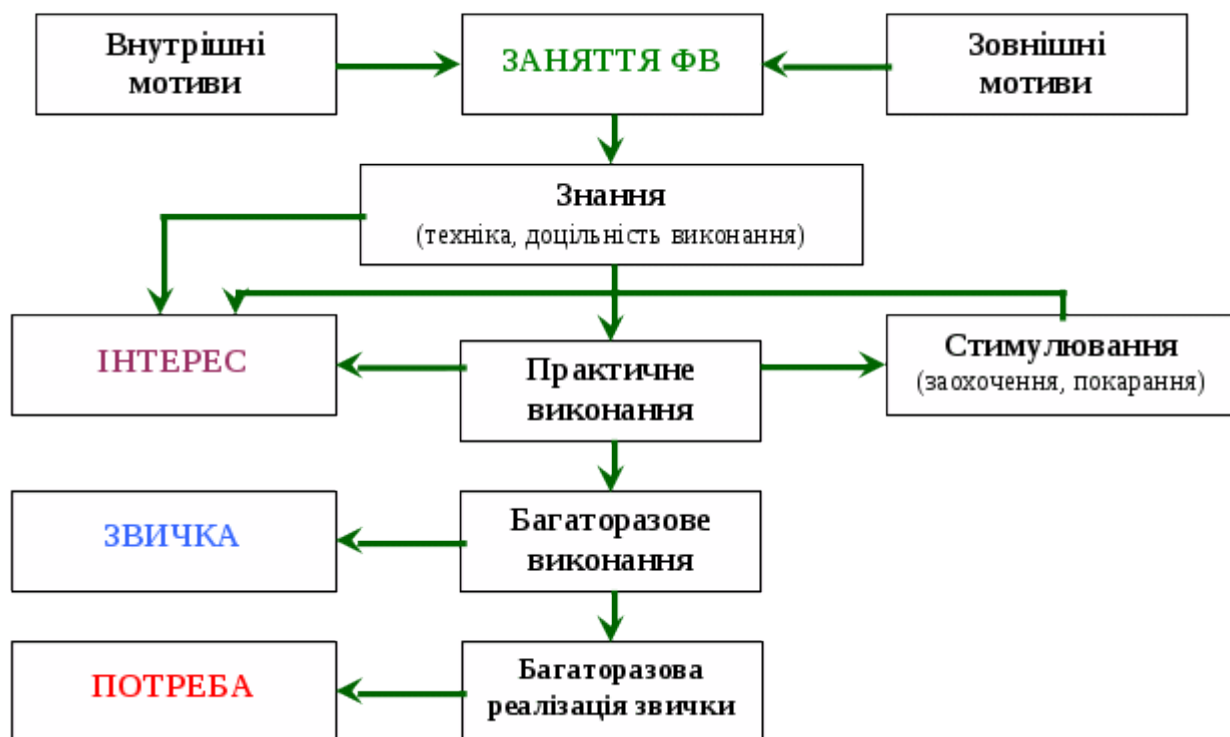 Внутрішні
мотиви
ЗАНЯТТЯ ФВ
Зовнішні
мотиви
Знання
(техніка, доцільність виконання)
ІНТЕРЕС
Практичне
виконання
Стимулювання
(заохочення, покарання)
ЗВИЧКА
Багаторазове
виконання
ПОТРЕБА
Багаторазова
реалізація звички